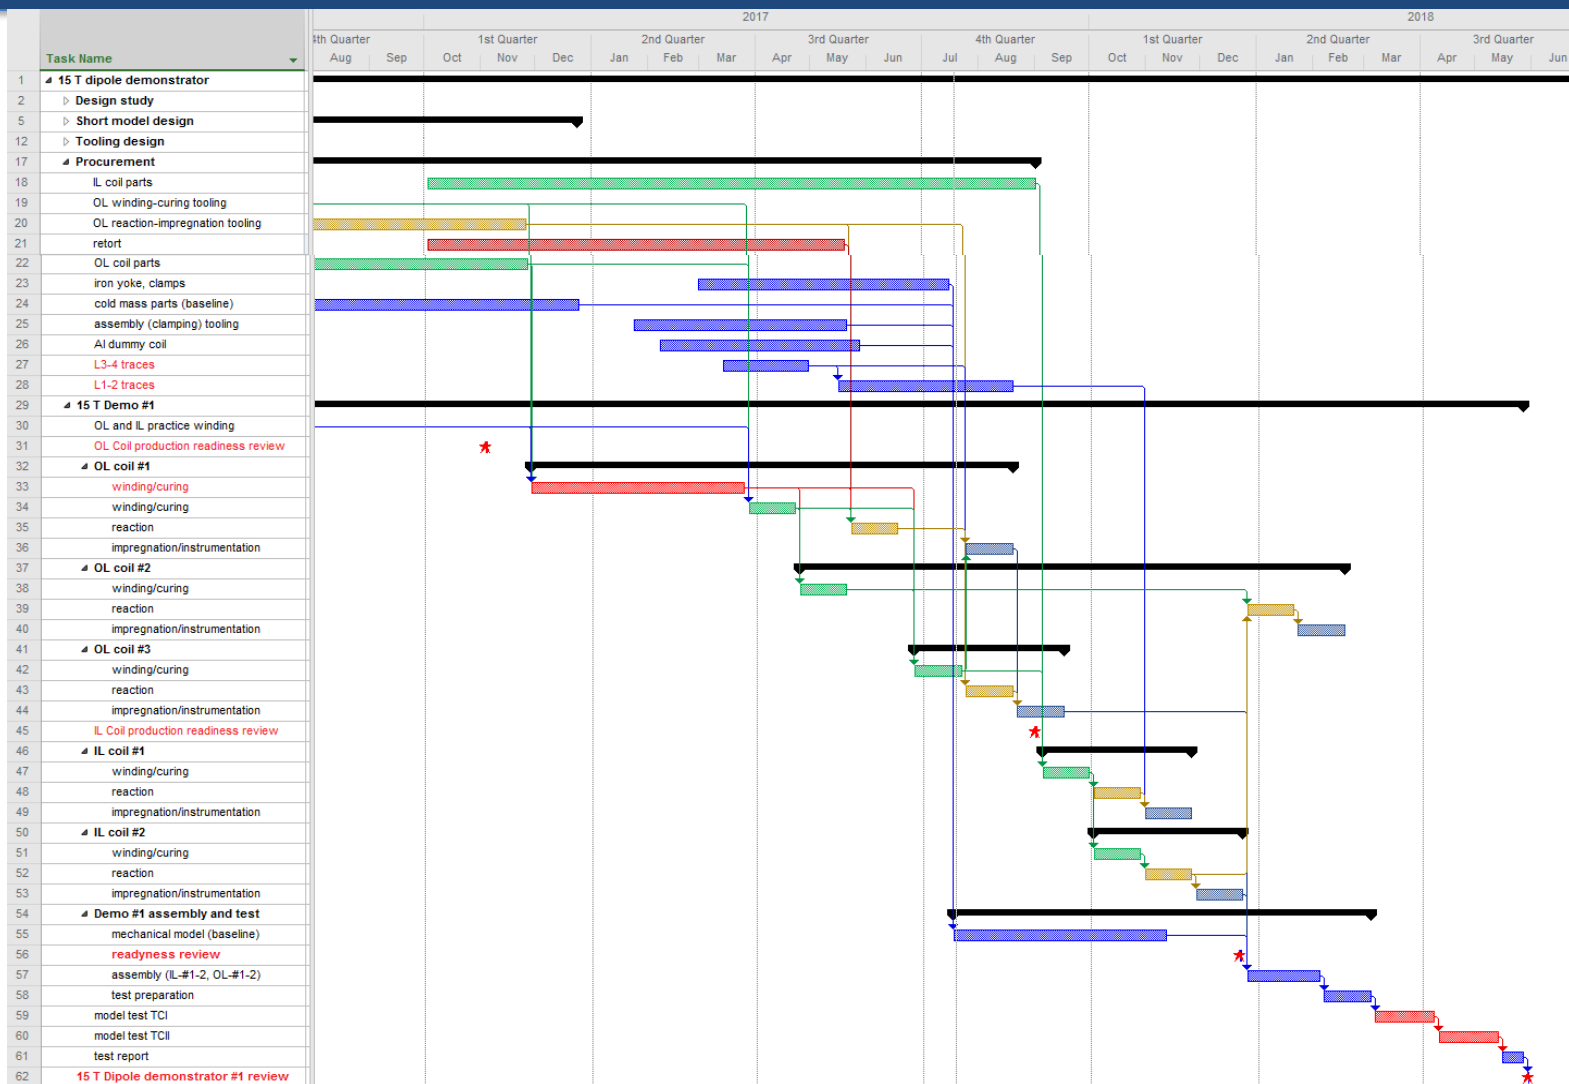 2017 2018
4th Quarter 1st Quarter 2nd Quarter 3rd Quarter 4th Quarter 1st Quarter 2nd Quarter 3rd Quarter
Task Name Aug Sep Oct Nov Dec Jan Feb Mar Apr May Jun Jul Aug Sep Oct Nov Dec Jan Feb Mar Apr May Jun
1 15 T dipole demonstrator
2 Design study
5 Short model design
12 Tooling design
17 Procurement
18 IL coil parts
19 OL winding-curing tooling
20 OL reaction-impregnation tooling
21 retort
22 OL coil parts
23 iron yoke, clamps
24 cold mass parts (baseline)
25 assembly (clamping) tooling
26 Al dummy coil
27 L3-4 traces
28 L1-2 traces
29 15 T Demo #1
30 OL and IL practice winding
31 OL Coil production readiness review
32 OL coil #1
33 winding/curing
34 winding/curing
35 reaction
36 impregnation/instrumentation
37 OL coil #2
38 winding/curing
39 reaction
40 impregnation/instrumentation
41 OL coil #3
42 winding/curing
43 reaction
44 impregnation/instrumentation
45 IL Coil production readiness review
46 IL coil #1
47 winding/curing
48 reaction
49 impregnation/instrumentation
50 IL coil #2
51 winding/curing
52 reaction
53 impregnation/instrumentation
54 Demo #1 assembly and test
55 mechanical model (baseline)
56 readyness review
57 assembly (IL-#1-2, OL-#1-2)
58 test preparation
59 model test TCI
60 model test TCII
61 test report
62 15 T Dipole demonstrator #1 review